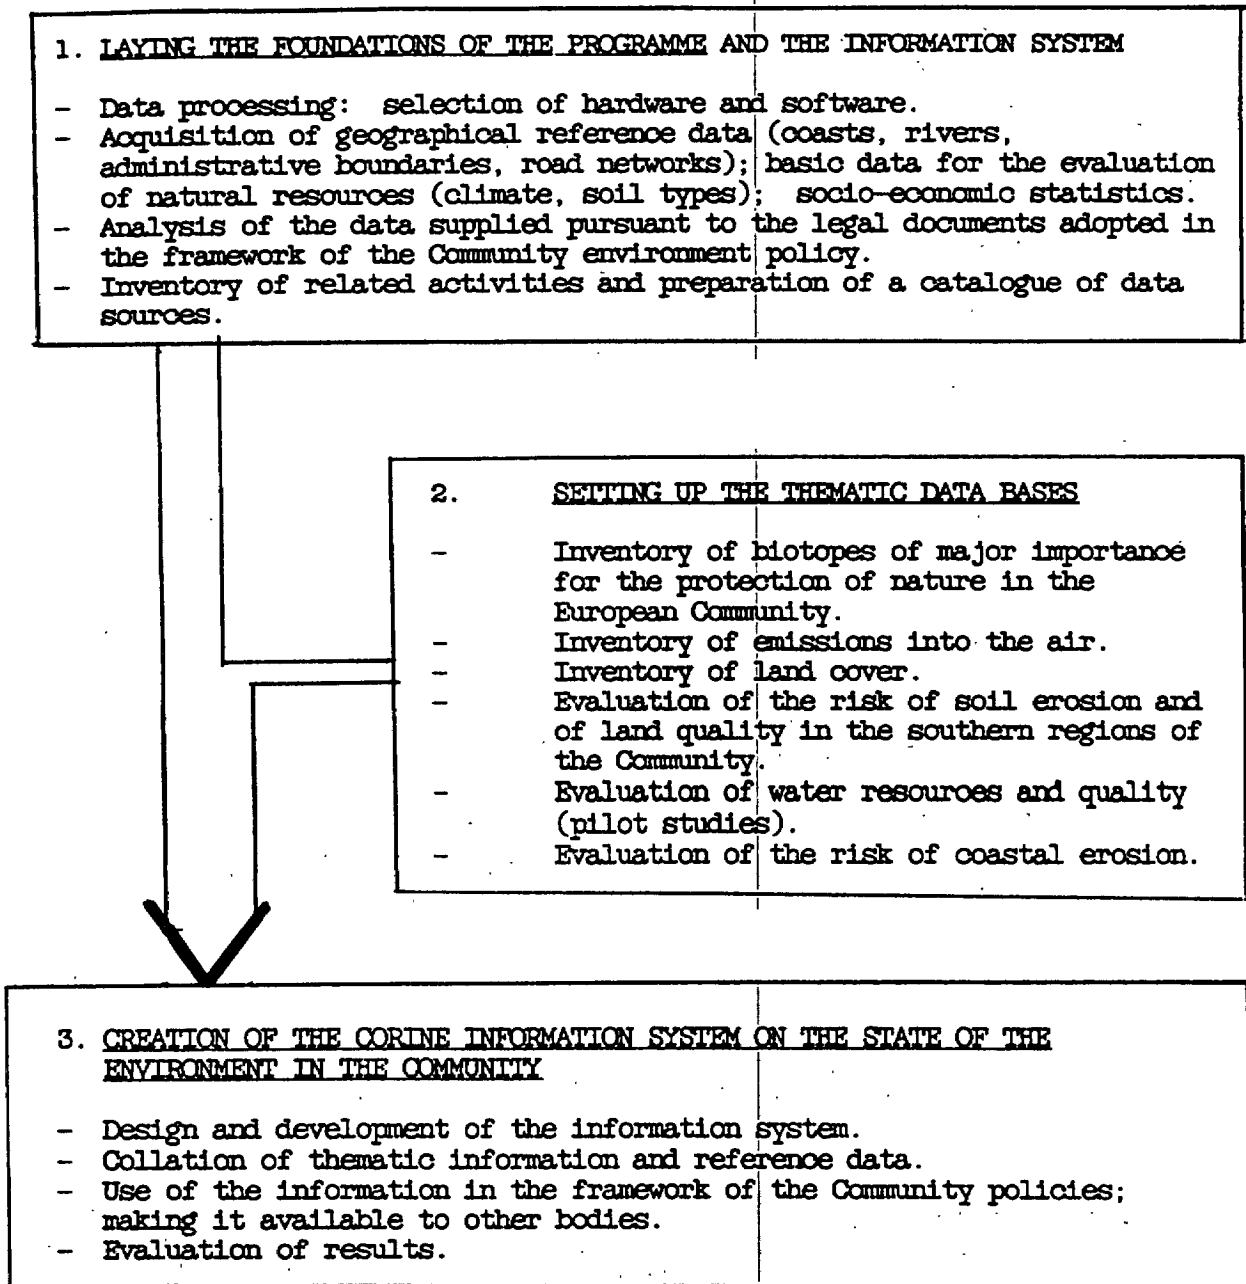 1. LAYING THE FOUNDATIONS OF THE PROGRAMME AND THE INFORMATION SYSTEM
- Data processing: selection of hardware and software.
- Acquisition of geographical reference data (coasts, rivers,
administrative boundaries, road networks); basic data for the evaluation
of natural resources (climate, soil types); socio-economic statistics.
- Analysis of the data supplied pursuant to the legal documents adopted in
the framework of the Community environment policy.
- Inventory of related activities and preparation of a catalogue of data
sources.
2. SETTING UP THE THEMATIC DATA BASES
- Inventory of biotopes of major importance
for the protection of nature in the
European Community.
- Inventory of emissions into the air.
- Inventory of land cover.
- Evaluation of the risk of soil erosion and
of land quality in the southern regions of
the Community.
- Evaluation of water resources and quality
(pilot studies).
- Evaluation of the risk of coastal erosion.
3. CREATION OF THE CORINE INFORMATION SYSTEM ON THE STATE OF THE
ENVIRONMENT IN THE COMMUNITY
- Design and development of the information system.
- Collation of thematic information and reference data.
- Use of the information in the framework of the Community policies;
making it available to other bodies.
- Evaluation of results.